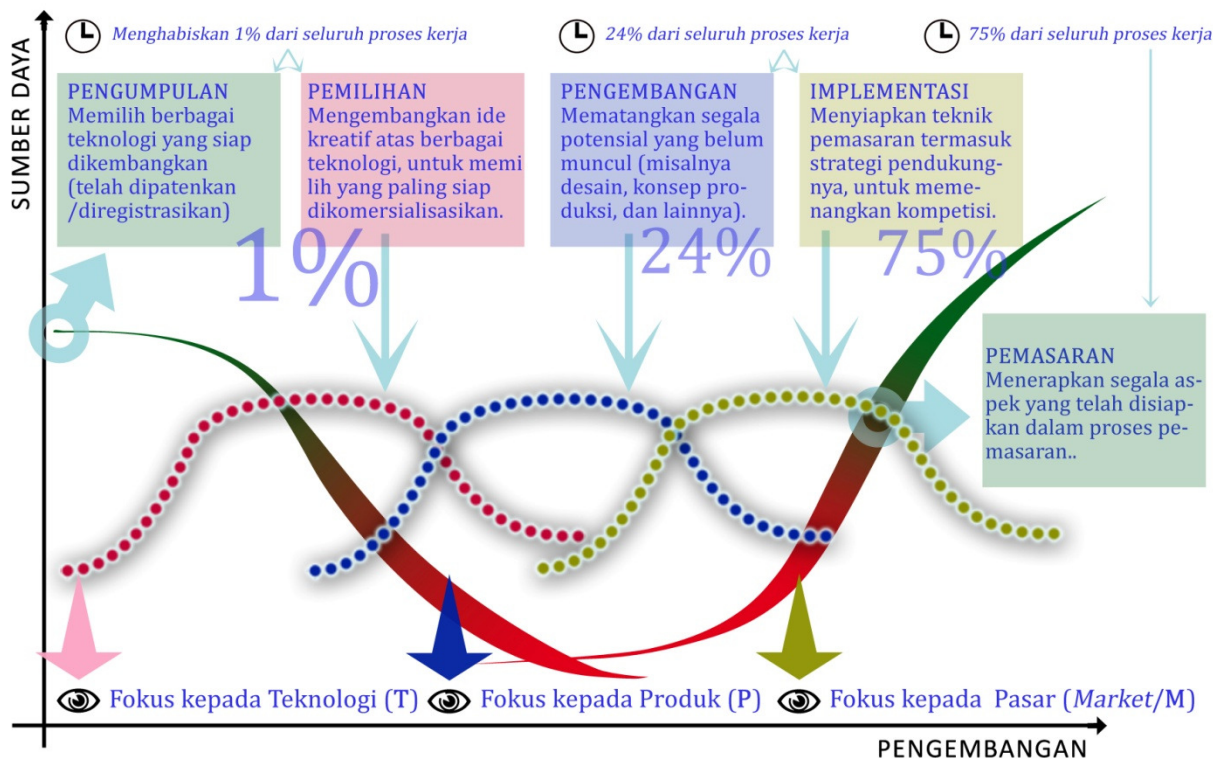 Menghabiskan 1% dari seluruh proses kerja
24% dari seluruh proses kerja
75% dari seluruh proses kerja
SUMBER DAYA
PENGUMPULAN
Memilih berbagai
teknologi yang siap
dikembangkan
(telah dipatenkan
/diregistrasikan)
PEMILIHAN
Mengembangkan ide
kreatif atas berbagai
teknologi, untuk memi
lih yang paling siap
dikomersialisasikan.
1%
PENGEMBANGAN
Mematangkan segala
potensial yang belum
muncul (misalnya
desain, konsep pro-
duksi, dan lainnya).
24%
IMPLEMENTASI
Menyiapkan teknik
pemasaran termasuk
strategi pendukung-
nya, untuk meme-
nangkan kompetisi.
75%
PEMASARAN
Menerapkan segala as-
pek yang telah disiap-
kan dalam proses pe-
masaran..
Fokus kepada Teknologi (T)
Fokus kepada Produk (P)
Fokus kepada Pasar (Market/M)
PENGEMBANGAN